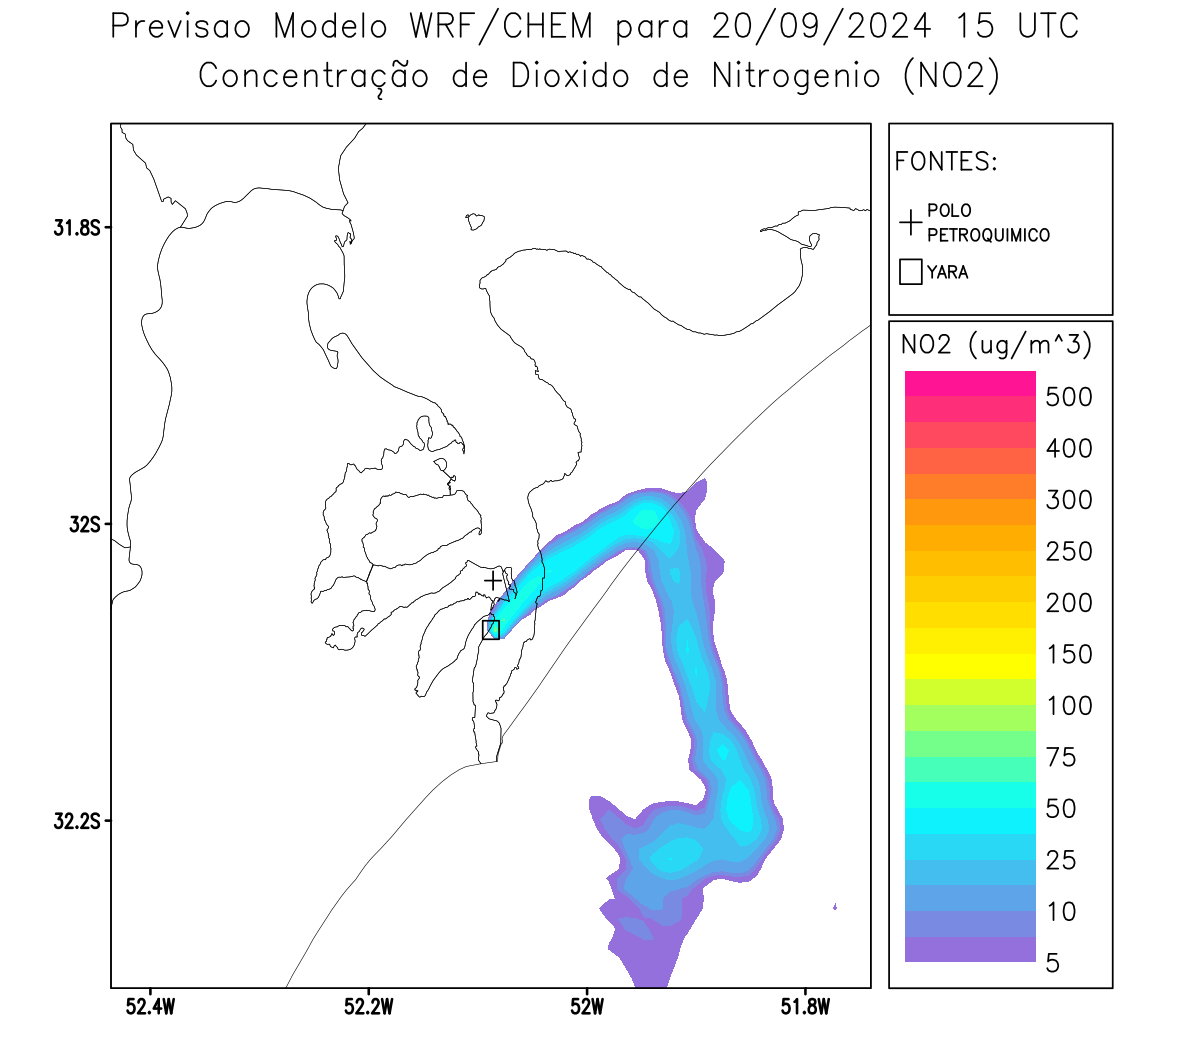 Previsao Modelo WRF/CHEM para 20/09/2024 15 UTC
Concentração de Dioxido de Nitrogenio (NO2)
FONTES:
POLO
PETROQUIMICO
YARA
NO2 (ug/m^3)
500
400
300
250
200
150
100
75
50
25
10
5
31.8S
32S
32.2S
52.4W
52.2W
52W
51.8W